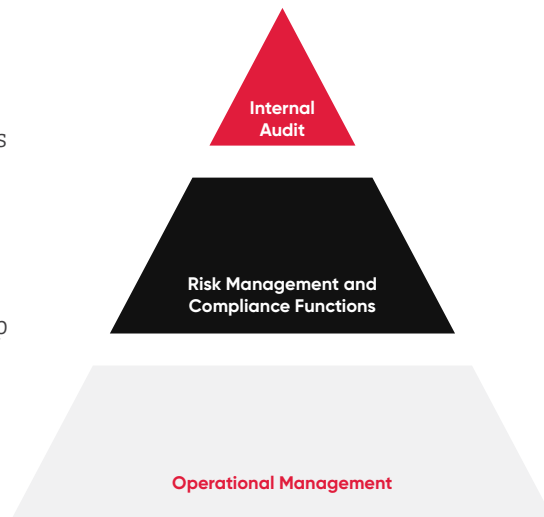 Internal
Audit
s
Risk Management and
Compliance Functions
Operational Management